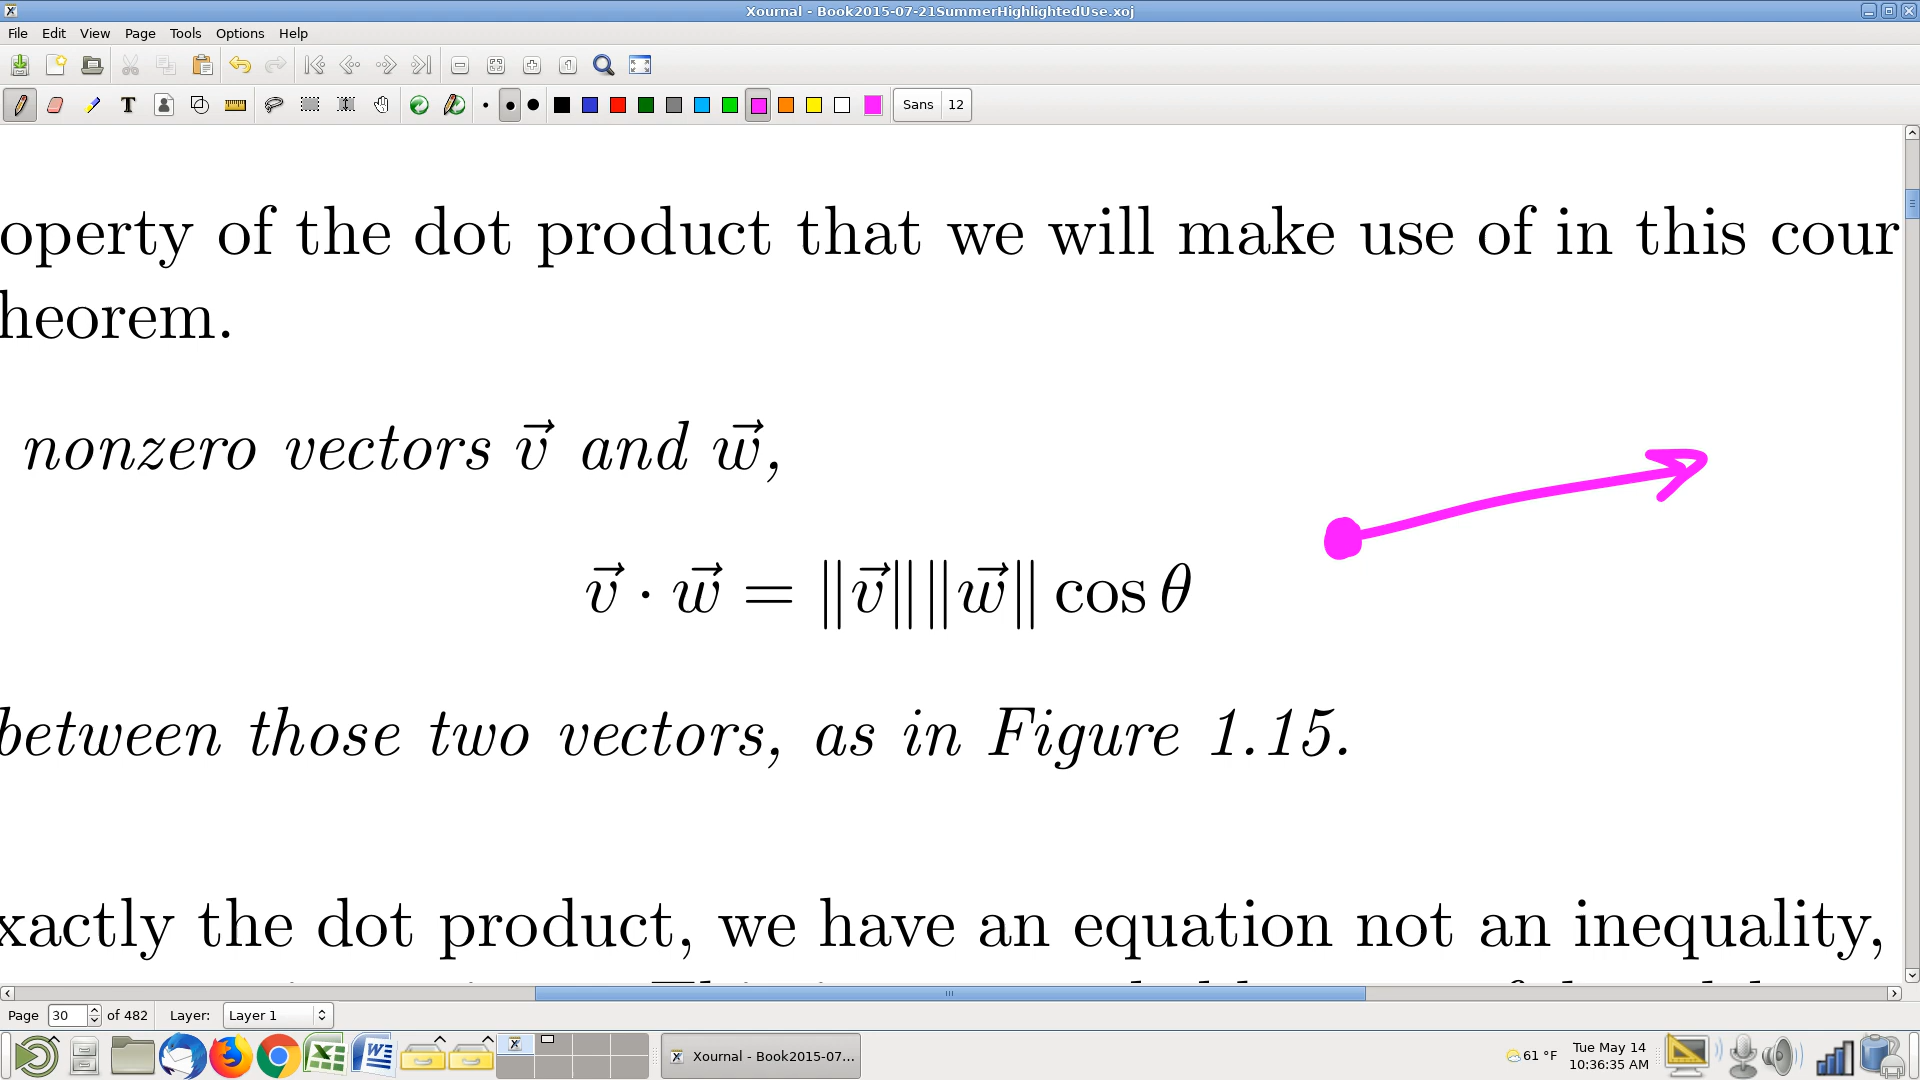 Xournal - Book2015-07-21SummerHighlightedUse.xoj
File Edit View Page Tools Options Help
T Sans 12
operty of the dot product that we will make use of in this cour
heorem.
nonzero vectors v⃗ and w⃗,
v⃗ · w⃗ = ‖v⃗‖ ‖w⃗‖ cos θ
between those two vectors, as in Figure 1.15.
xactly the dot product, we have an equation not an inequality,
Page 30 of 482 Layer: Layer 1
Xournal - Book2015-07...
61 °F
Tue May 14
10:36:35 AM